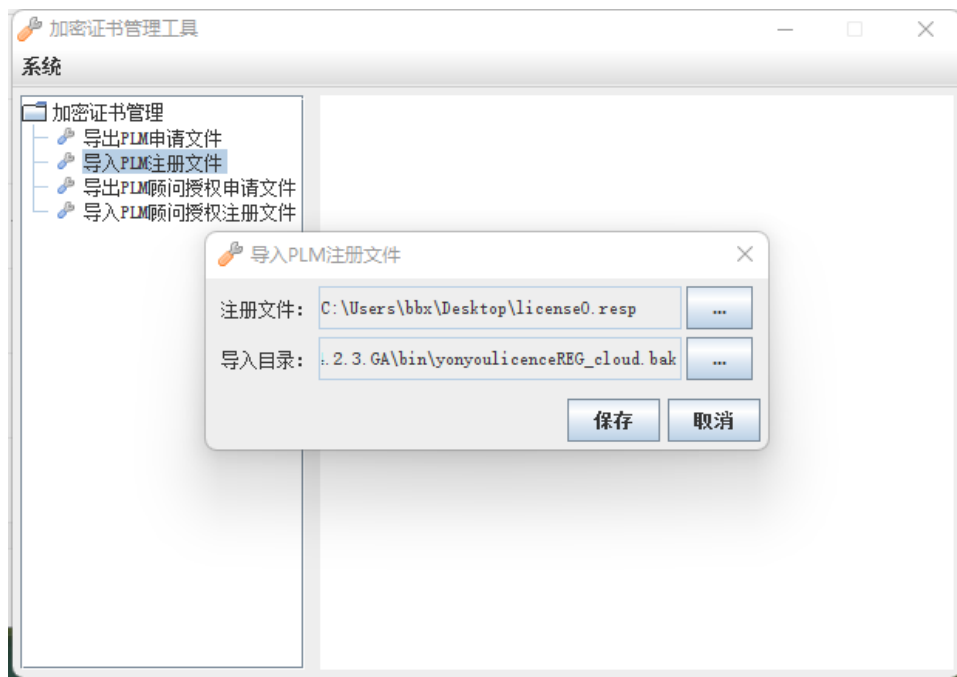 加密证书管理工具
系统
加密证书管理
导出PLM申请文件
导入PLM注册文件
导出PLM顾问授权申请文件
导入PLM顾问授权注册文件
导入PLM注册文件
注册文件: C:\Users\bbx\Desktop\license0.resp ...
导入目录: .2.3.GA\bin\yonyoulicenceREG_cloud.bak ...
保存 取消